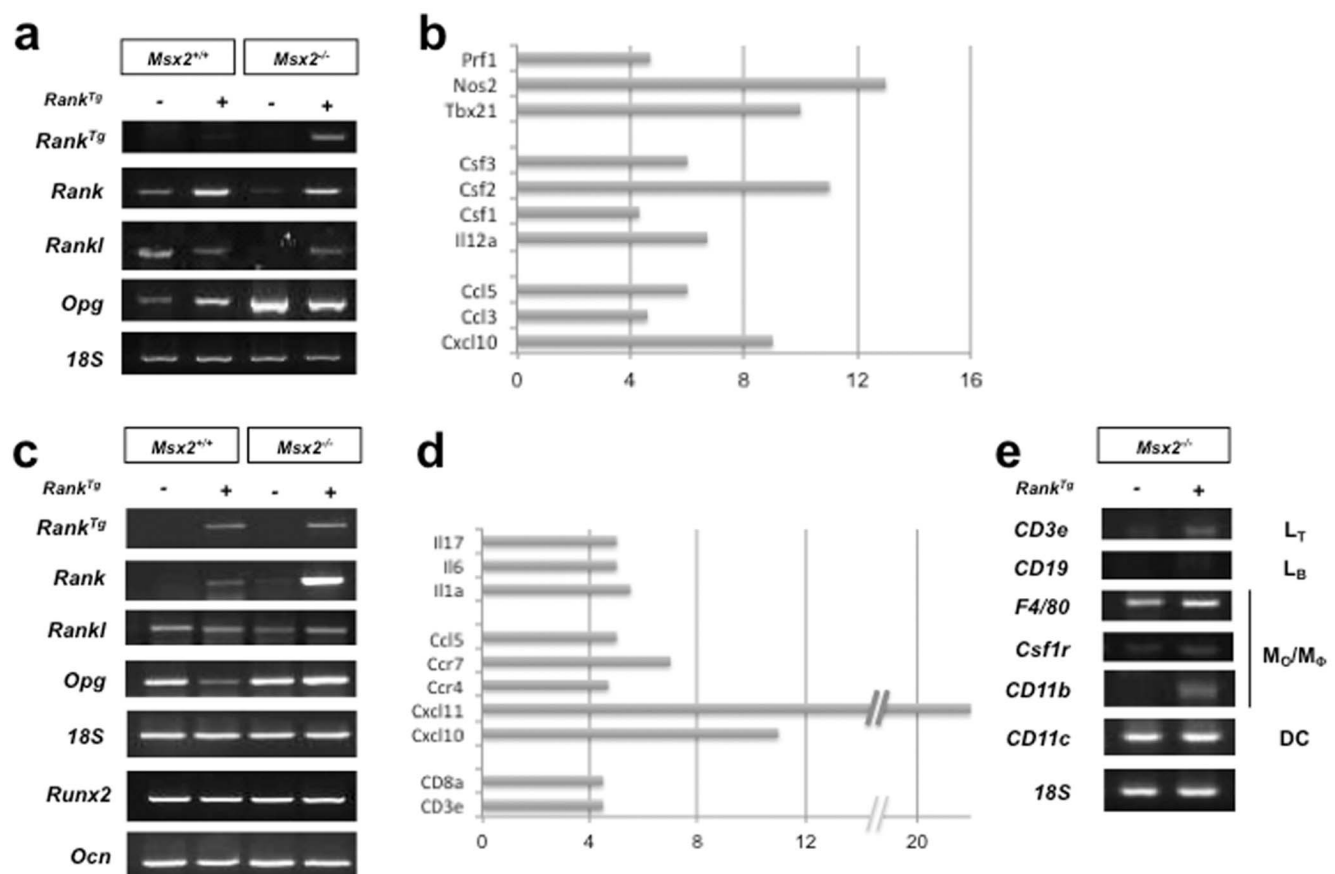 a
Msx2+/+ Msx2-/-
RankTg - + - +
RankTg
Rank
Rankl
Opg
18S
b
Prf1
Nos2
Tbx21
Csf3
Csf2
Csf1
Il12a
Ccl5
Ccl3
Cxcl10
0 4 8 12 16
c
Msx2+/+ Msx2-/-
RankTg - + - +
RankTg
Rank
Rankl
Opg
18S
Runx2
Ocn
d
Il17
Il6
Il1a
Ccl5
Ccr7
Ccr4
Cxcl11
Cxcl10
CD8a
CD3e
0 4 8 12 20
e
Msx2-/-
RankTg - +
CD3e LT
CD19 LB
F4/80
Csf1r MO/MΦ
CD11b
CD11c DC
18S